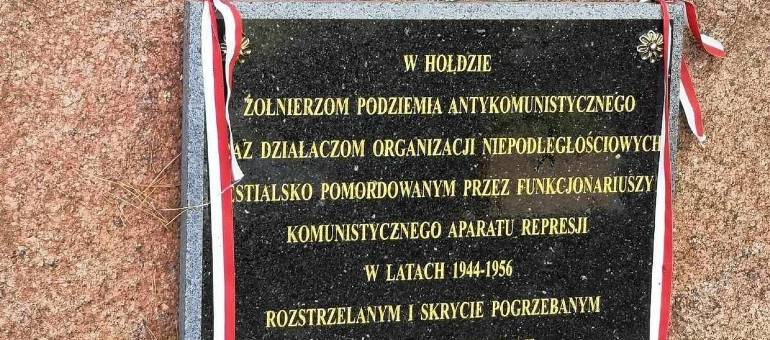 W HOŁDZIE
ŻOŁNIERZOM PODZIEMIA ANTYKOMUNISTYCZNEGO
AZ DZIAŁACZOM ORGANIZACJI NIEPODLEGŁOŚCIOWYCH
ESTIALSKO POMORDOWANYM PRZEZ FUNKCJONARIUSZY
KOMUNISTYCZNEGO APARATU REPRESJI
W LATACH 1944-1956
ROZSTRZELANYM I SKRYCIE POGRZEBANYM